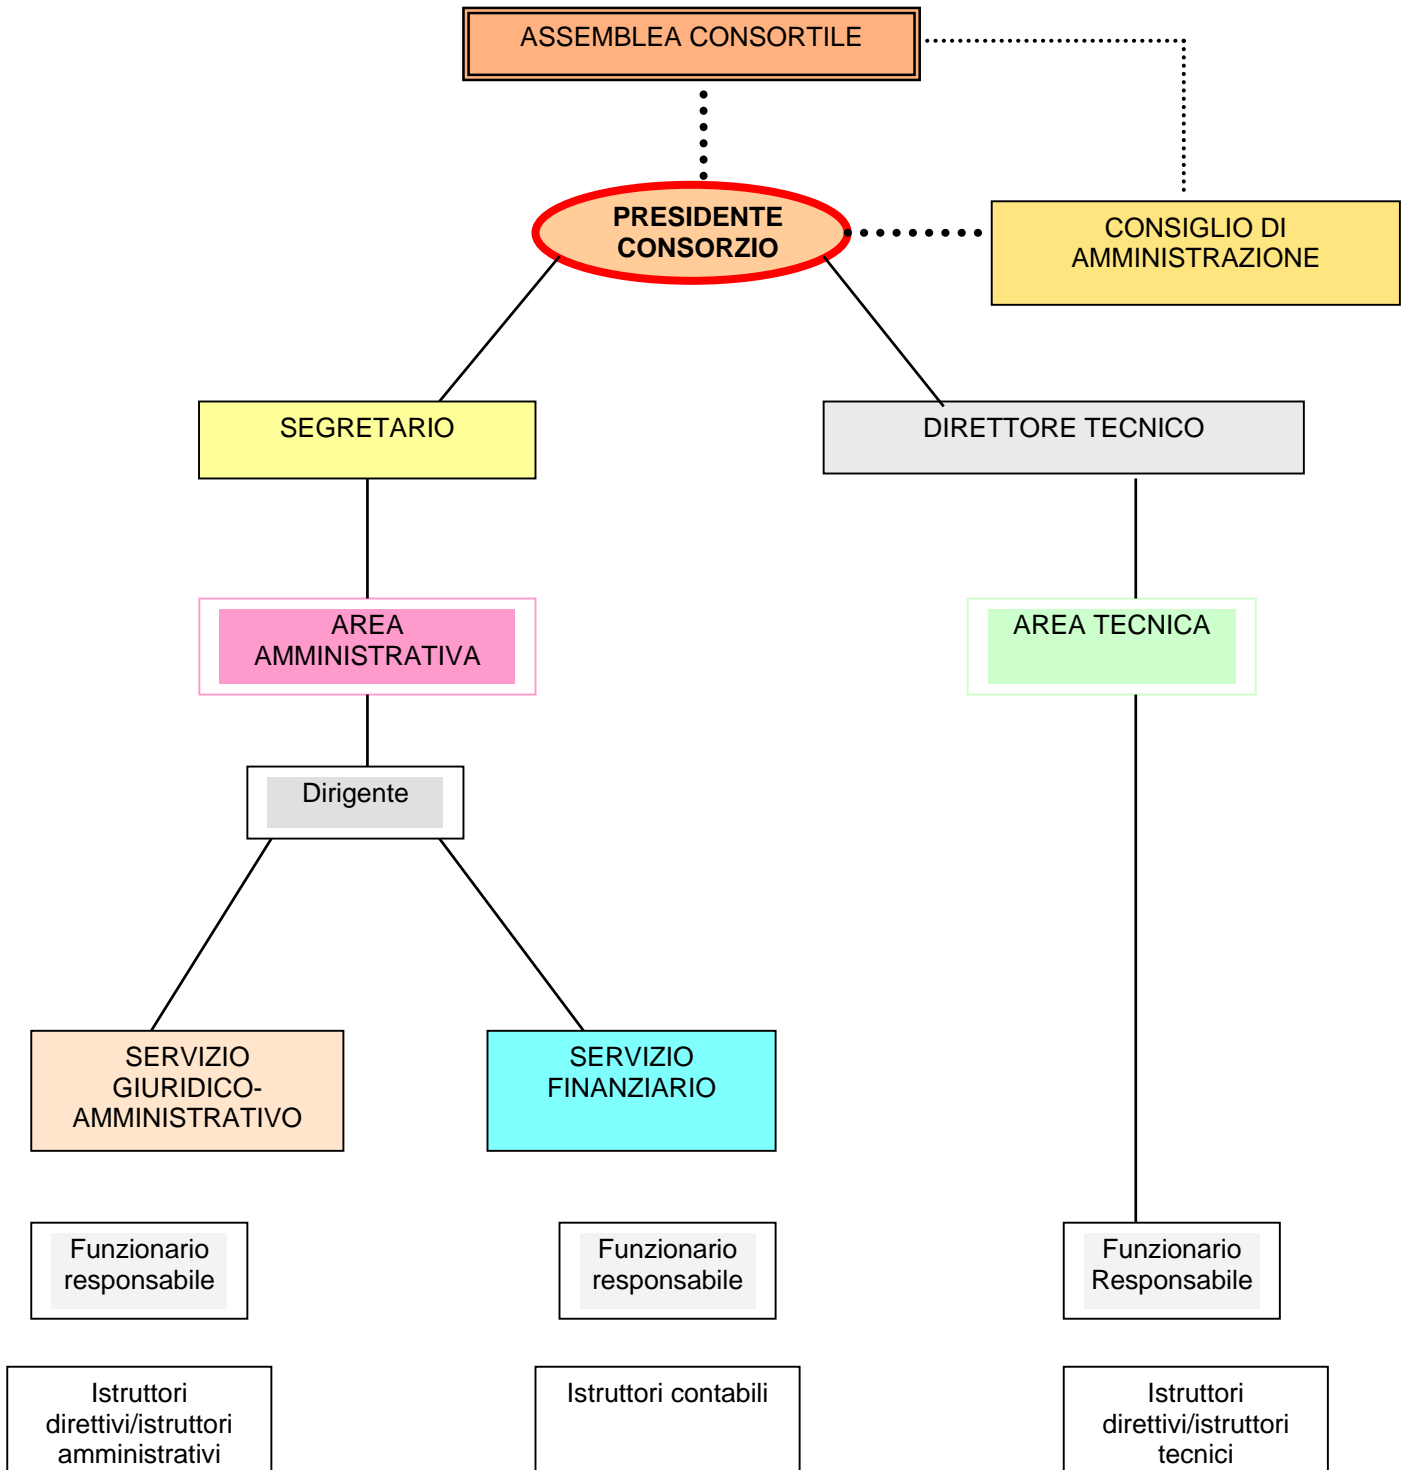 ASSEMBLEA CONSORTILE
PRESIDENTE
CONSORZIO
CONSIGLIO DI
AMMINISTRAZIONE
SEGRETARIO
DIRETTORE TECNICO
AREA
AMMINISTRATIVA
AREA TECNICA
Dirigente
SERVIZIO
GIURIDICO-
AMMINISTRATIVO
SERVIZIO
FINANZIARIO
Funzionario
responsabile
Funzionario
responsabile
Funzionario
Responsabile
Istruttori
direttivi/istruttori
amministrativi
Istruttori contabili
Istruttori
direttivi/istruttori
tecnici